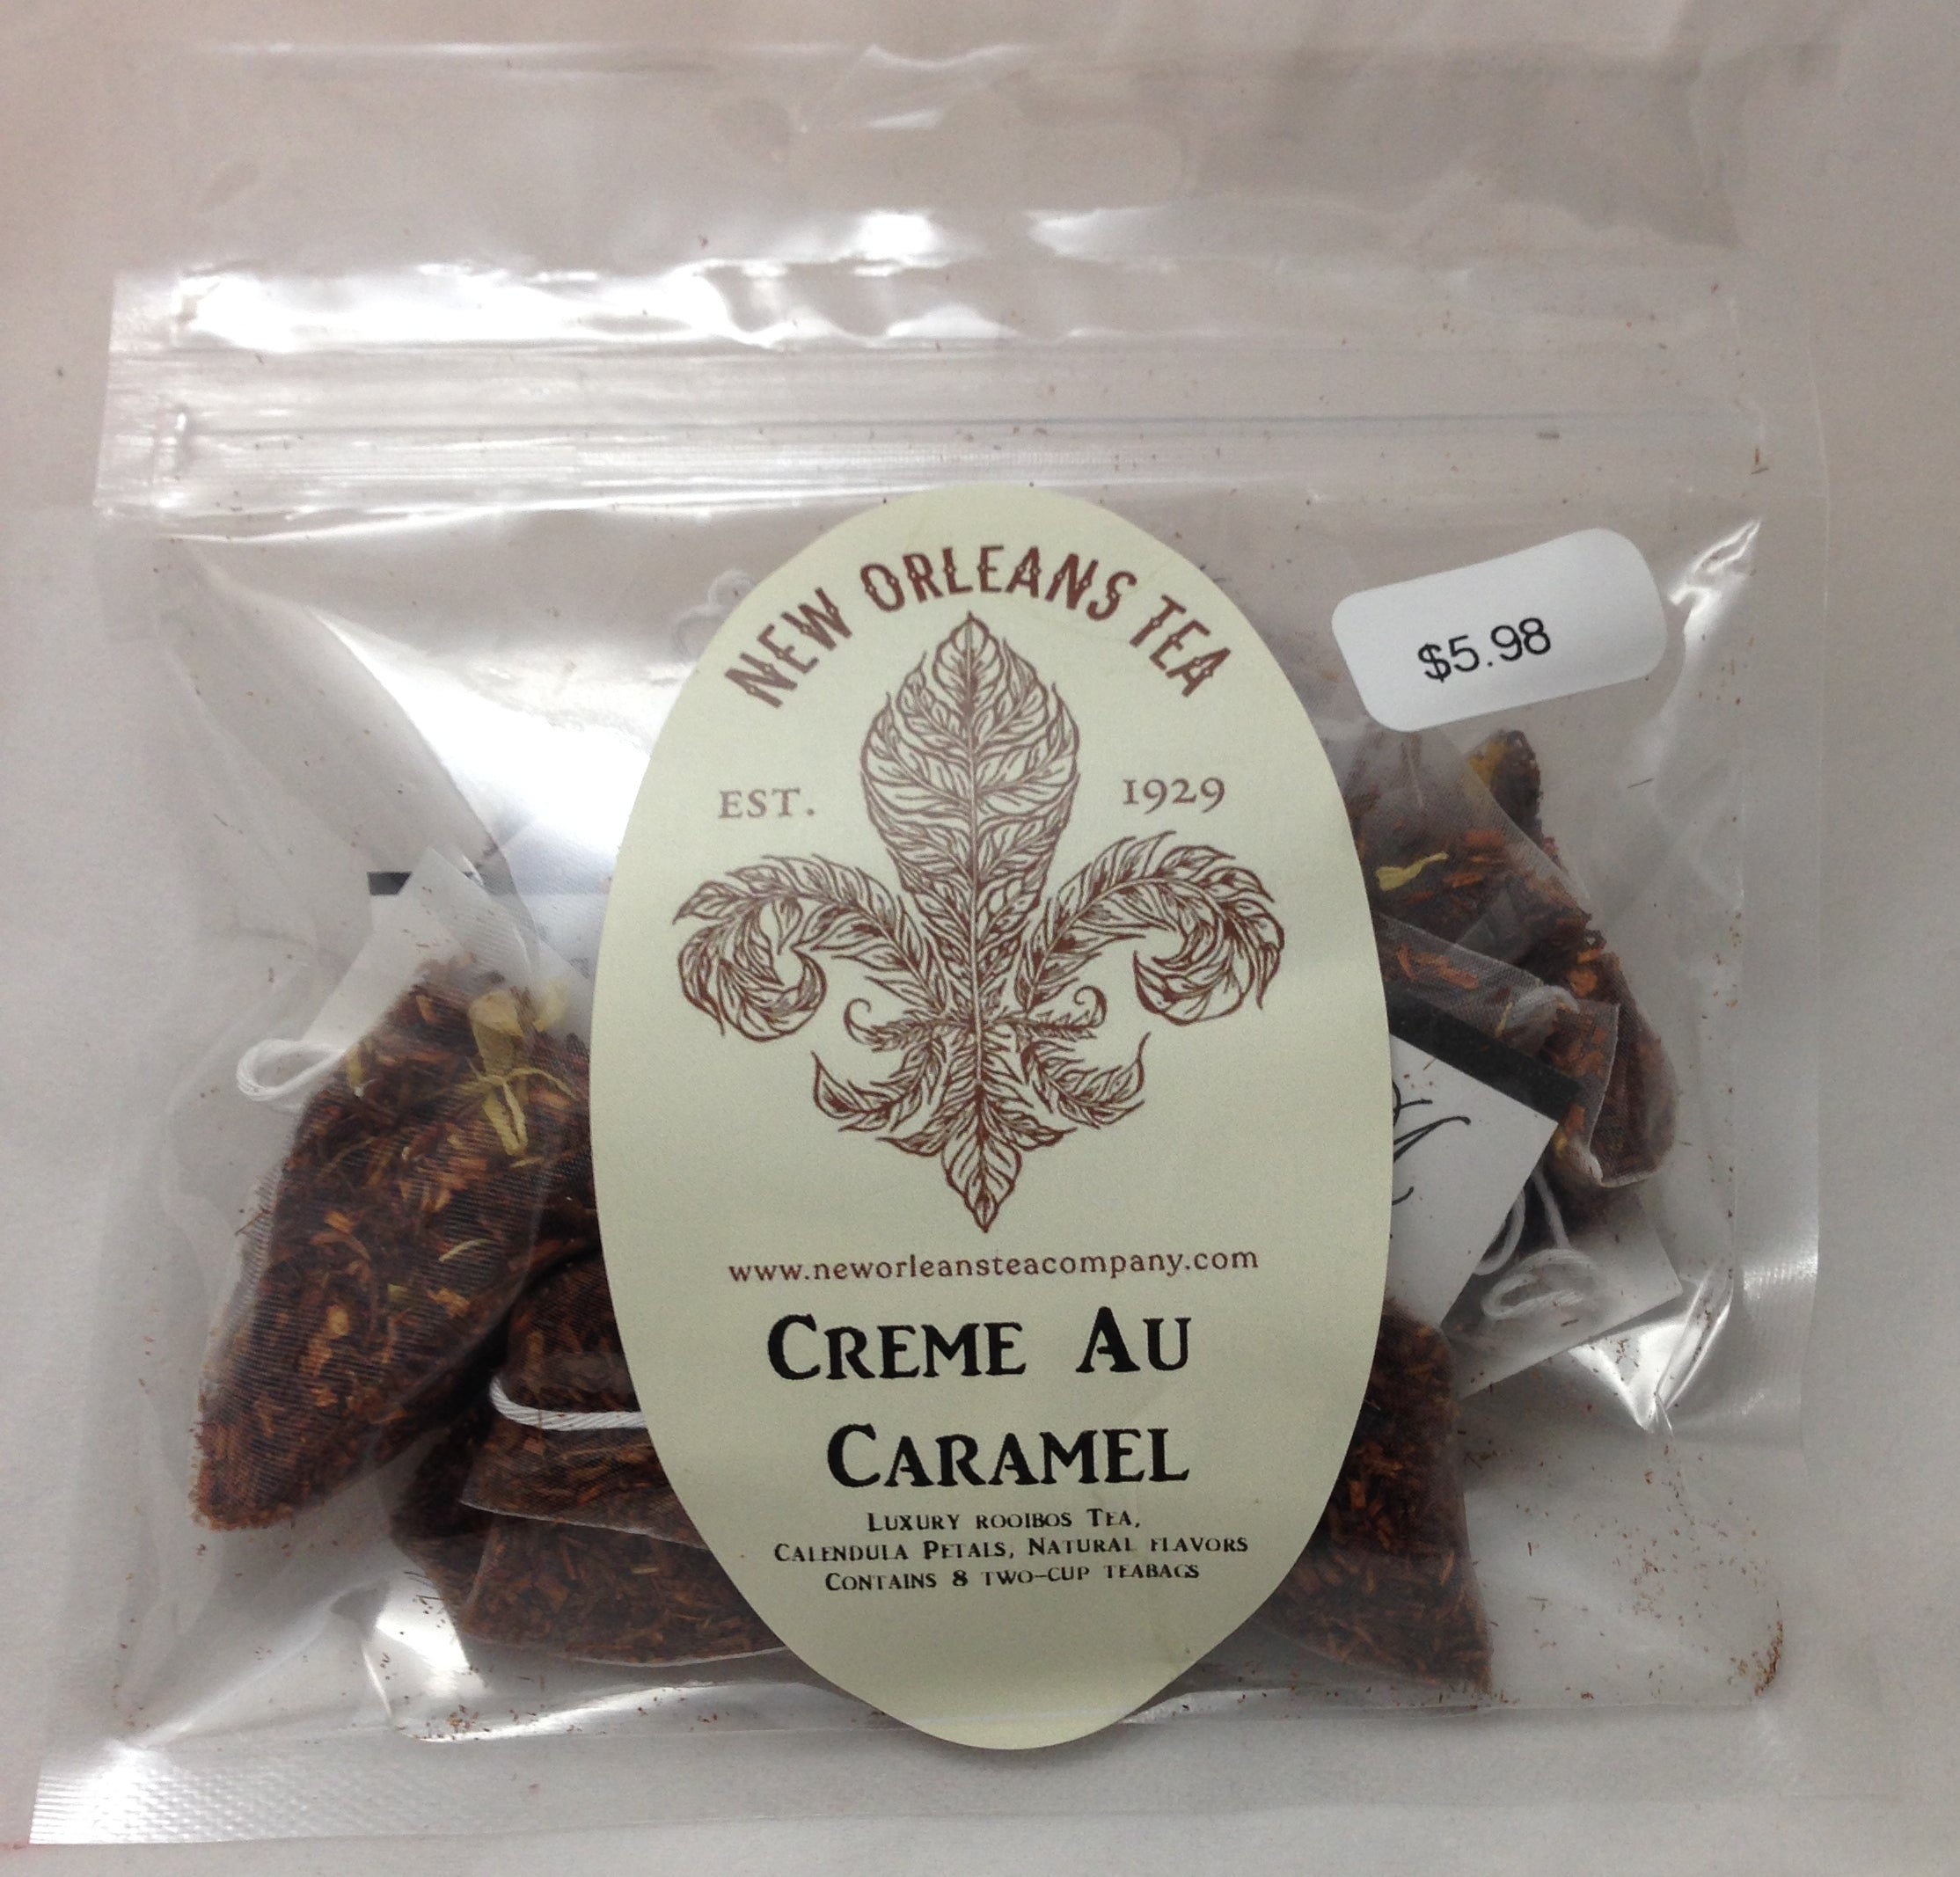 NEW ORLEANS TEA
$5.98
EST. 1929
www.neworleansteacompany.com
CREME AU
CARAMEL
LUXURY ROOIBOS TEA,
CALENDULA PETALS, NATURAL FLAVORS
CONTAINS 8 TWO-CUP TEABAGS